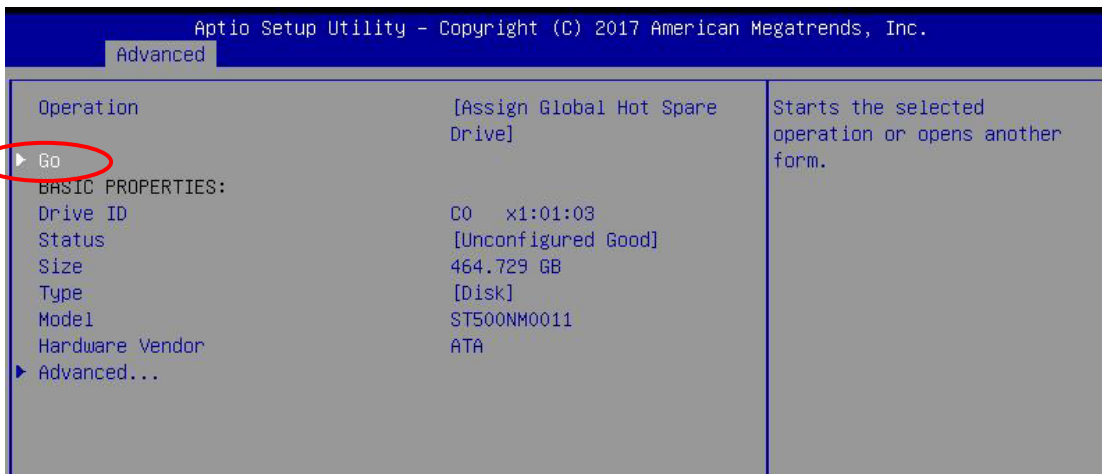 Aptio Setup Utility – Copyright (C) 2017 American Megatrends, Inc.
Advanced
Operation [Assign Global Hot Spare Drive]
Starts the selected
operation or opens another
form.
Go
BASIC PROPERTIES:
Drive ID C0 x1:01:03
Status [Unconfigured Good]
Size 464.729 GB
Type [Disk]
Model ST500NM0011
Hardware Vendor ATA
Advanced...